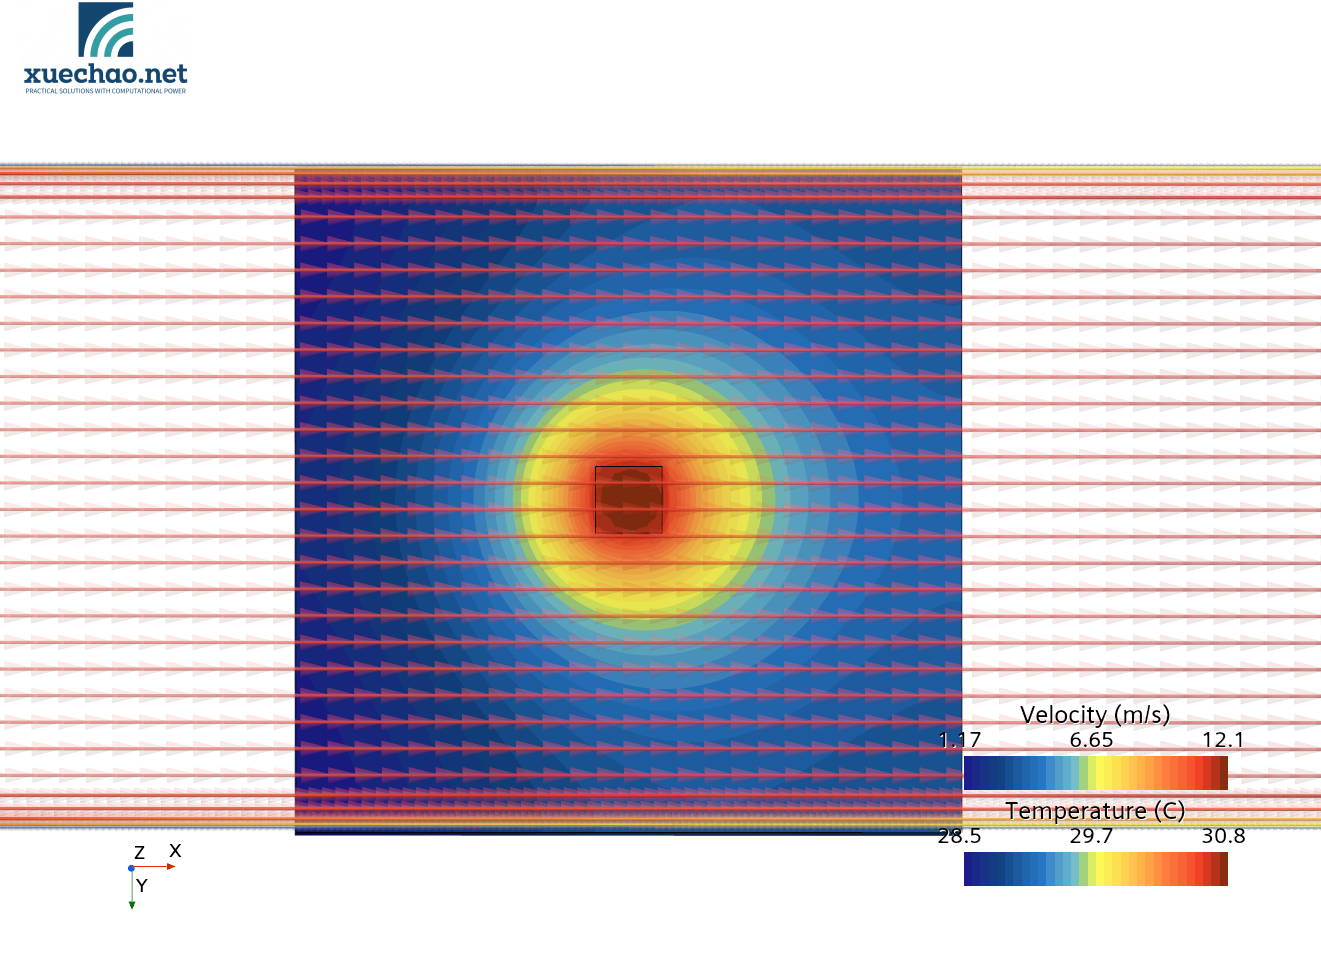 xuechao.net
PRACTICAL SOLUTIONS WITH COMPUTATIONAL POWER
Velocity (m/s)
1.17 6.65 12.1
Temperature (C)
28.5 29.7 30.8
Z X
Y